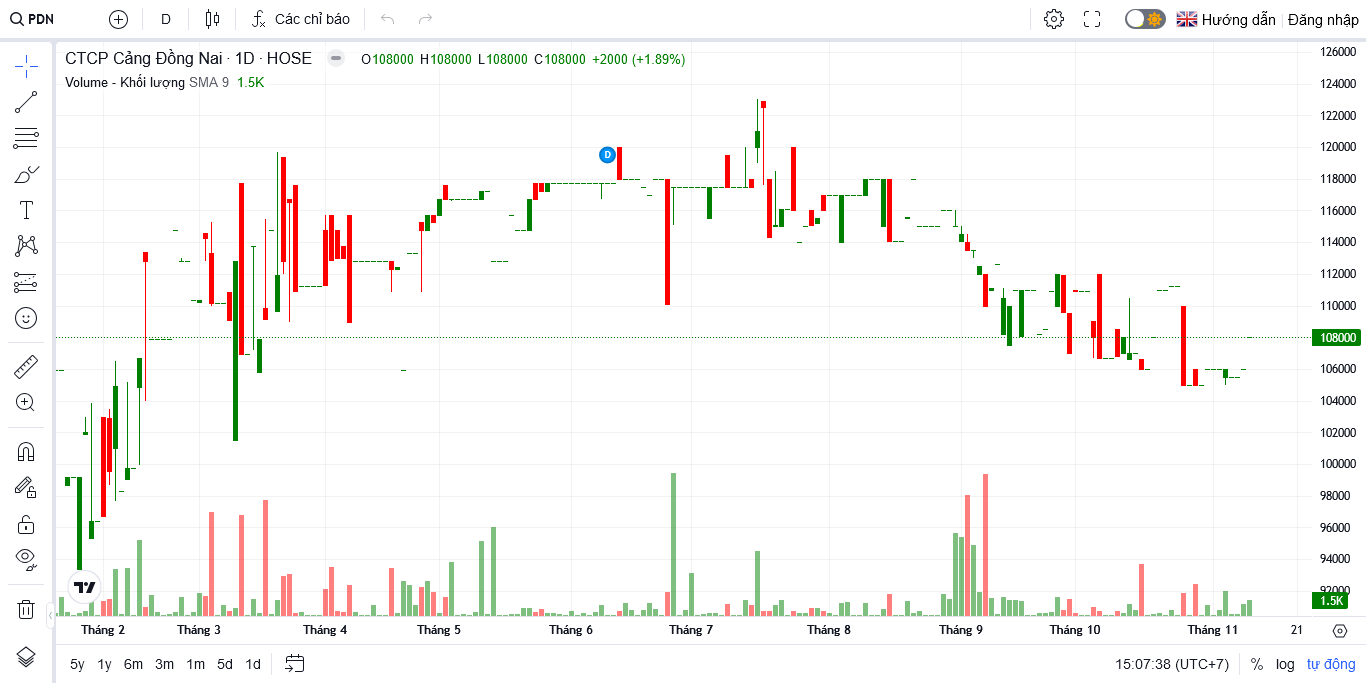 PDN D Các chỉ báo Hướng dẫn Đăng nhập
CTCP Cảng Đồng Nai · 1D · HOSE O108000 H108000 L108000 C108000 +2000 (+1.89%)
Volume - Khối lượng SMA 9 1.5K
D
126000
124000
122000
120000
118000
116000
114000
112000
110000
108000
106000
104000
102000
100000
98000
96000
94000
92000
1.5K
Tháng 2 Tháng 3 Tháng 4 Tháng 5 Tháng 6 Tháng 7 Tháng 8 Tháng 9 Tháng 10 Tháng 11 21
5y 1y 6m 3m 1m 5d 1d 15:07:38 (UTC+7) % log tự động